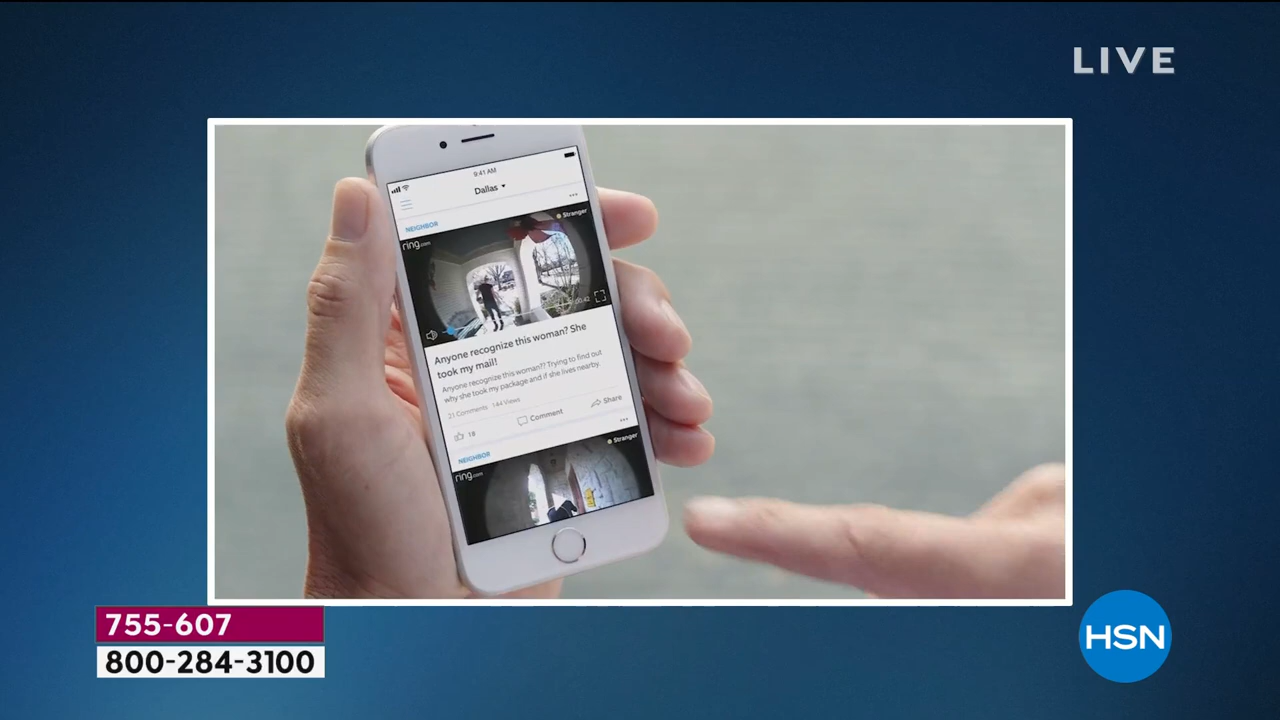 LIVE
9:41 AM
Dallas
NEIGHBOR
Stranger
ring.com
00:42
Anyone recognize this woman? She
took my mail!
Anyone recognize this woman?? Trying to find out
why she took my package and if she lives nearby.
21 Comments 144 Views
18
Comment
Share
NEIGHBOR
Stranger
ring.com
755-607
800-284-3100
HSN